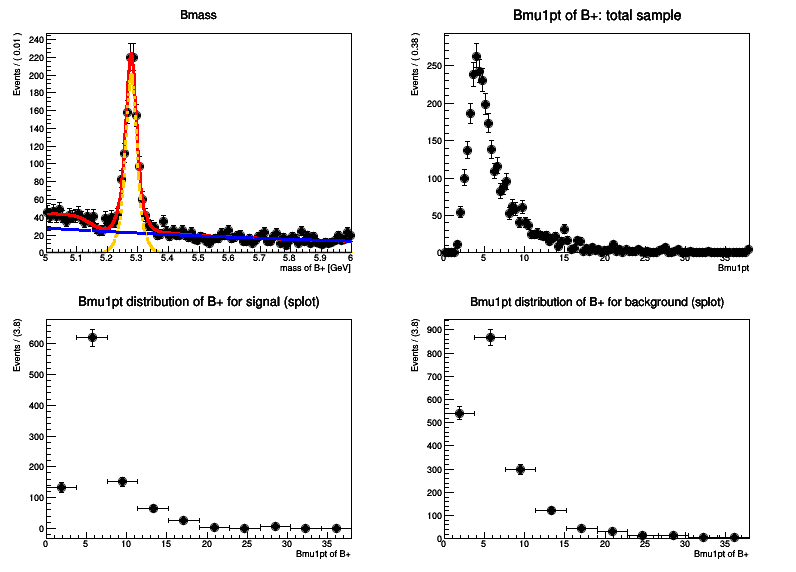 Bmass
Events / ( 0.01 )
240
220
200
180
160
140
120
100
80
60
40
20
0
5 5.1 5.2 5.3 5.4 5.5 5.6 5.7 5.8 5.9 6
mass of B+ [GeV]
Bmu1pt of B+: total sample
Events / ( 0.38 )
250
200
150
100
50
0
0 5 10 15 20 25 30 35
Bmu1pt
Bmu1pt distribution of B+ for signal (splot)
Events / (3.8)
600
500
400
300
200
100
0
0 5 10 15 20 25 30 35
Bmu1pt of B+
Bmu1pt distribution of B+ for background (splot)
Events / (3.8)
900
800
700
600
500
400
300
200
100
0
0 5 10 15 20 25 30 35
Bmu1pt of B+